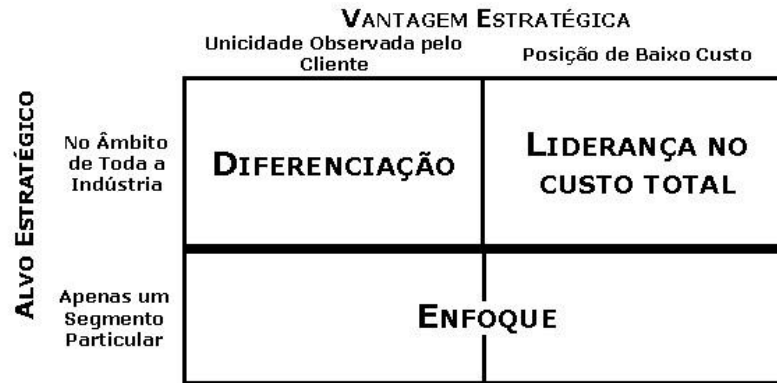 VANTAGEM ESTRATÉGICA
Unicidade Observada pelo
Cliente
Posição de Baixo Custo
ALVO ESTRATÉGICO
No Âmbito
de Toda a
Indústria
DIFERENCIAÇÃO
LIDERANÇA NO
CUSTO TOTAL
Apenas um
Segmento
Particular
ENFOQUE